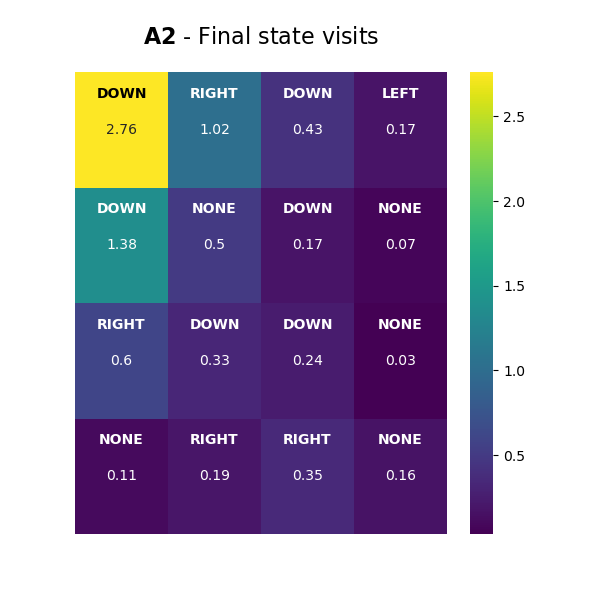 A2 - Final state visits
DOWN RIGHT DOWN LEFT
2.76 1.02 0.43 0.17
DOWN NONE DOWN NONE
1.38 0.5 0.17 0.07
RIGHT DOWN DOWN NONE
0.6 0.33 0.24 0.03
NONE RIGHT RIGHT NONE
0.11 0.19 0.35 0.16
2.5
2.0
1.5
1.0
0.5